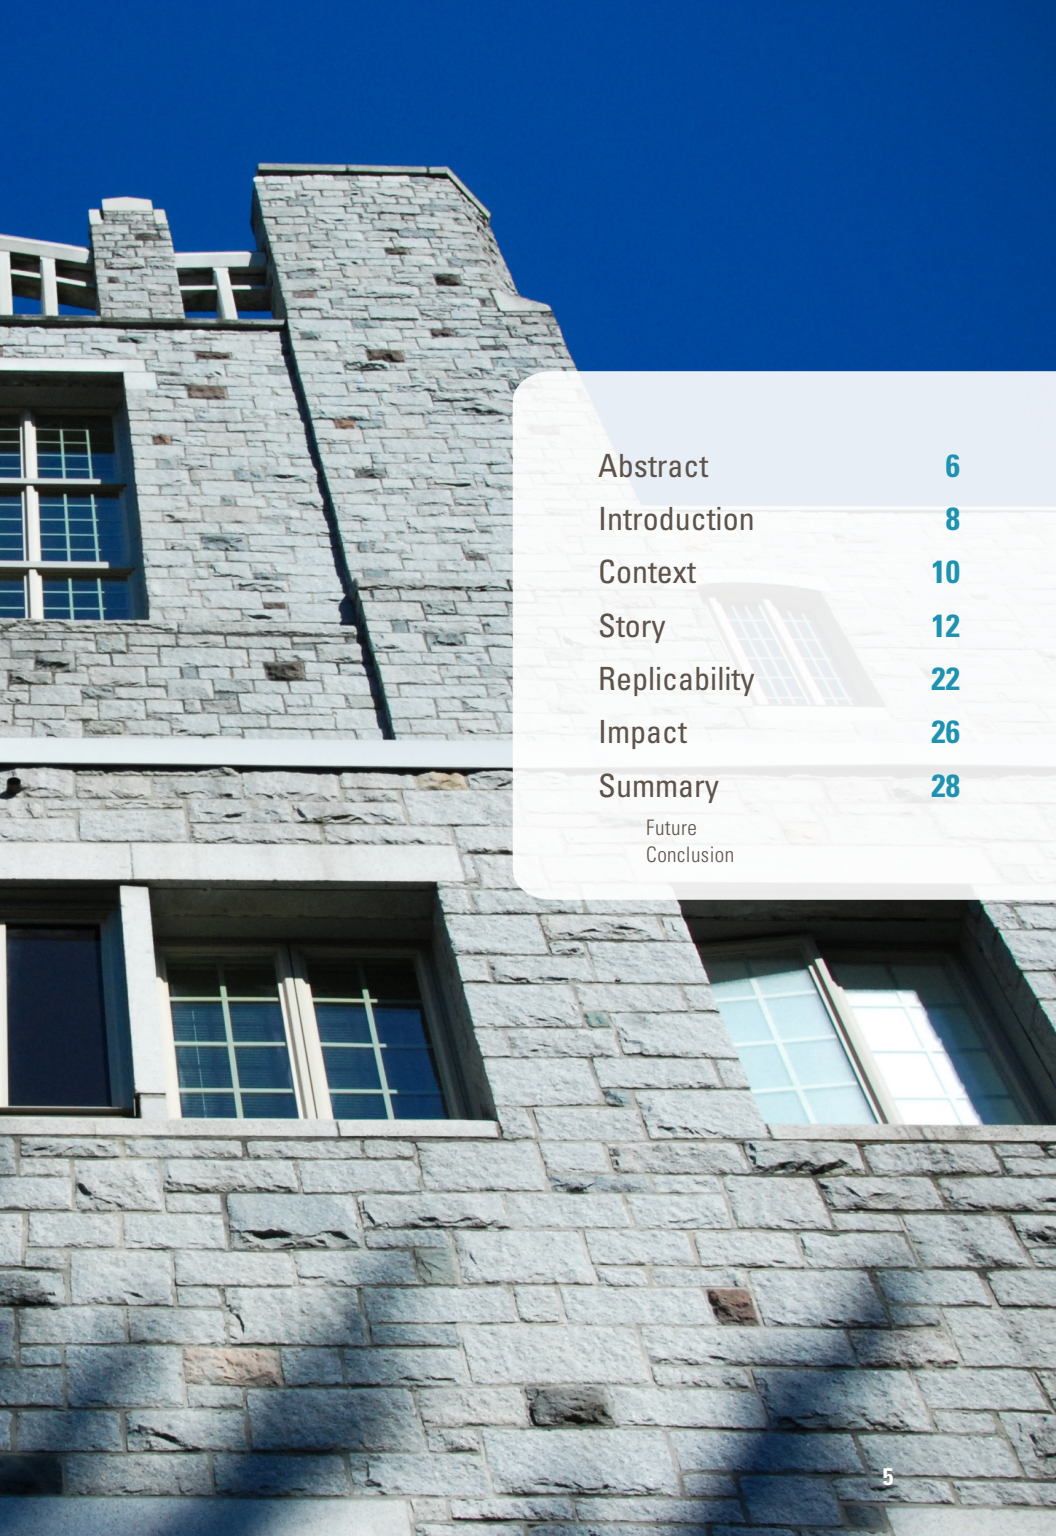 Abstract 6
Introduction 8
Context 10
Story 12
Replicability 22
Impact 26
Summary 28
Future
Conclusion
5